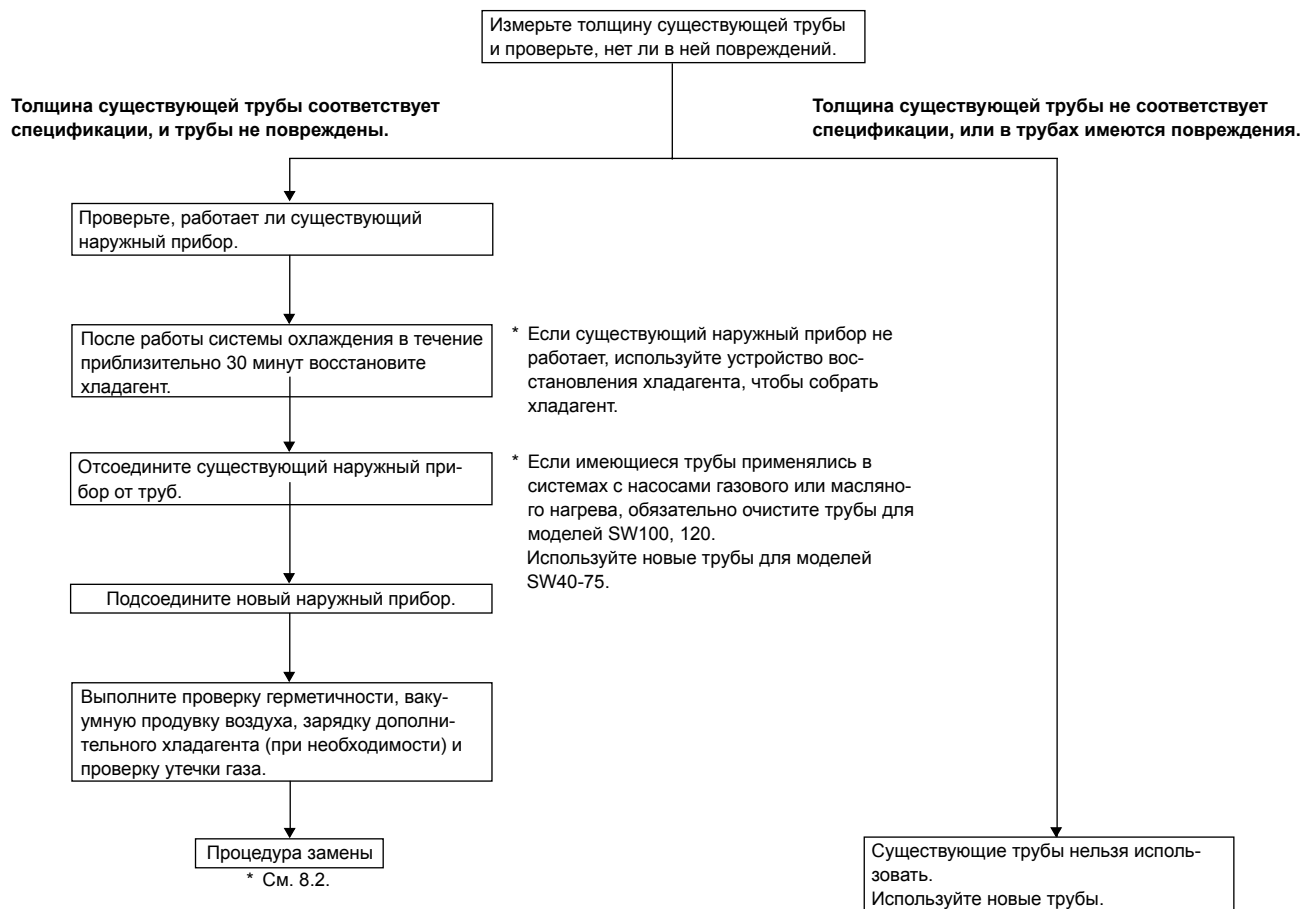 Измерьте толщину существующей трубы
и проверьте, нет ли в ней повреждений.
Толщина существующей трубы соответствует
спецификации, и трубы не повреждены.
Толщина существующей трубы не соответствует
спецификации, или в трубах имеются повреждения.
Проверьте, работает ли существующий
наружный прибор.
После работы системы охлаждения в течение
приблизительно 30 минут восстановите
хладагент.
* Если существующий наружный прибор не
работает, используйте устройство вос-
становления хладагента, чтобы собрать
хладагент.
Отсоедините существующий наружный при-
бор от труб.
* Если имеющиеся трубы применялись в
системах с насосами газового или масляно-
го нагрева, обязательно очистите трубы для
моделей SW100, 120.
Используйте новые трубы для моделей
SW40-75.
Подсоедините новый наружный прибор.
Выполните проверку герметичности, ваку-
умную продувку воздуха, зарядку дополни-
тельного хладагента (при необходимости) и
проверку утечки газа.
Процедура замены
* См. 8.2.
Существующие трубы нельзя исполь-
зовать.
Используйте новые трубы.